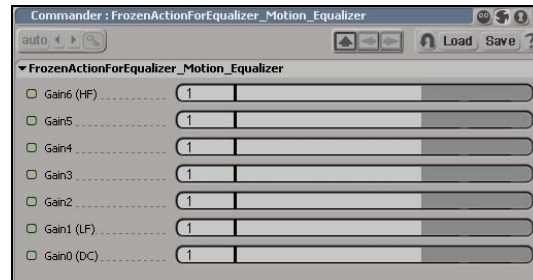 Commander : FrozenActionForEqualizer_Motion_Equalizer
auto Load Save ?
FrozenActionForEqualizer_Motion_Equalizer
Gain6 (HF) 1
Gain5 1
Gain4 1
Gain3 1
Gain2 1
Gain1 (LF) 1
Gain0 (DC) 1